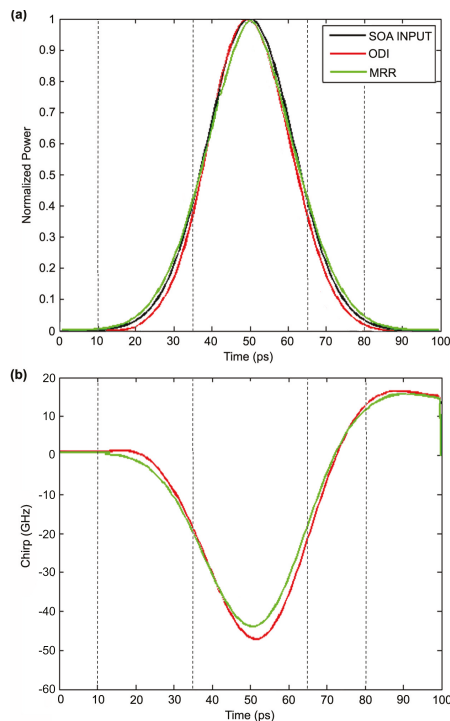 (a)
1
0.9
0.8
0.7
0.6
0.5
0.4
0.3
0.2
0.1
0
Normalized Power
SOA INPUT
ODI
MRR
0 10 20 30 40 50 60 70 80 90 100
Time (ps)
(b)
20
10
0
-10
-20
-30
-40
-50
-60
Chirp (GHz)
0 10 20 30 40 50 60 70 80 90 100
Time (ps)